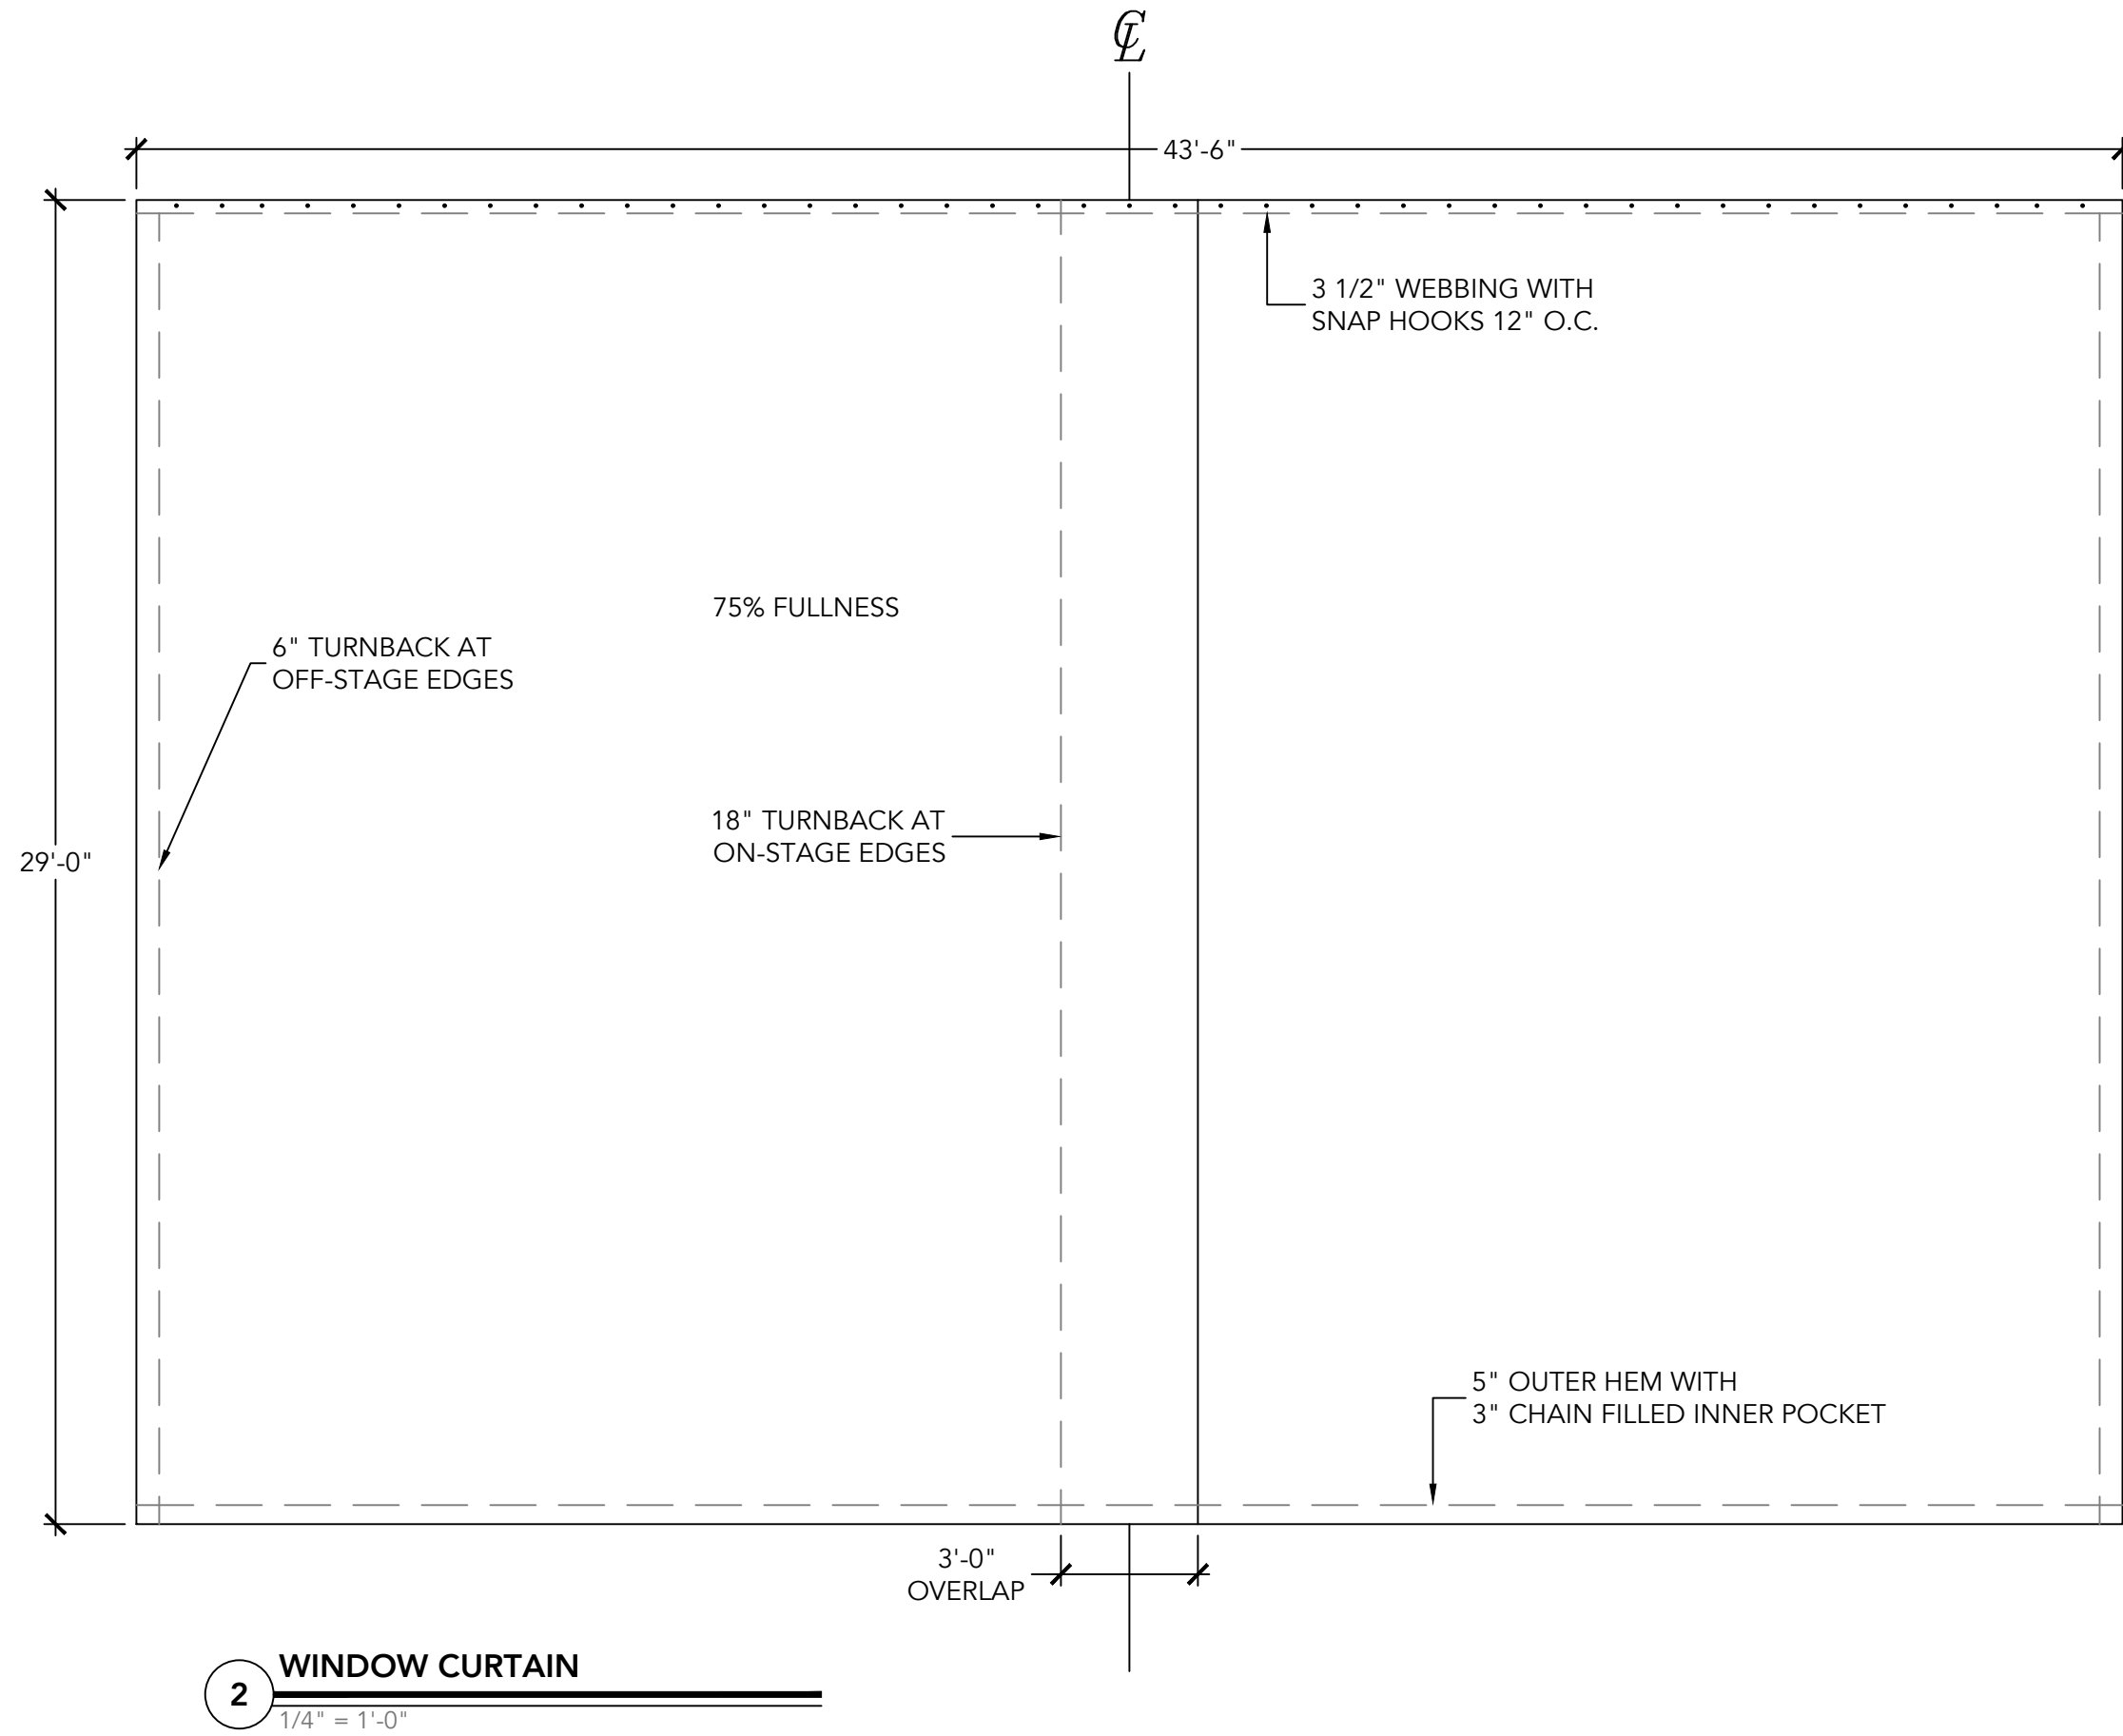 ℄
43'-6"
3 1/2" WEBBING WITH
SNAP HOOKS 12" O.C.
75% FULLNESS
6" TURNBACK AT
OFF-STAGE EDGES
18" TURNBACK AT
ON-STAGE EDGES
29'-0"
5" OUTER HEM WITH
3" CHAIN FILLED INNER POCKET
3'-0"
OVERLAP
WINDOW CURTAIN
2
1/4" = 1'-0"